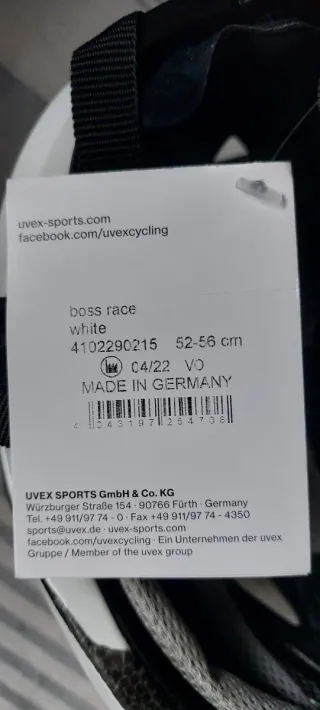 uvex-sports.com
facebook.com/uvexcycling
boss race
white
4102290215 52-56 cm
04/22 VO
MADE IN GERMANY
4 043197 254708
UVEX SPORTS GmbH & Co. KG
Würzburger Straße 154 · 90766 Fürth · Germany
Tel. +49 911/97 74 - 0 · Fax +49 911/97 74 - 4350
sports@uvex.de · uvex-sports.com
facebook.com/uvexcycling · Ein Unternehmen der uvex
Gruppe / Member of the uvex group